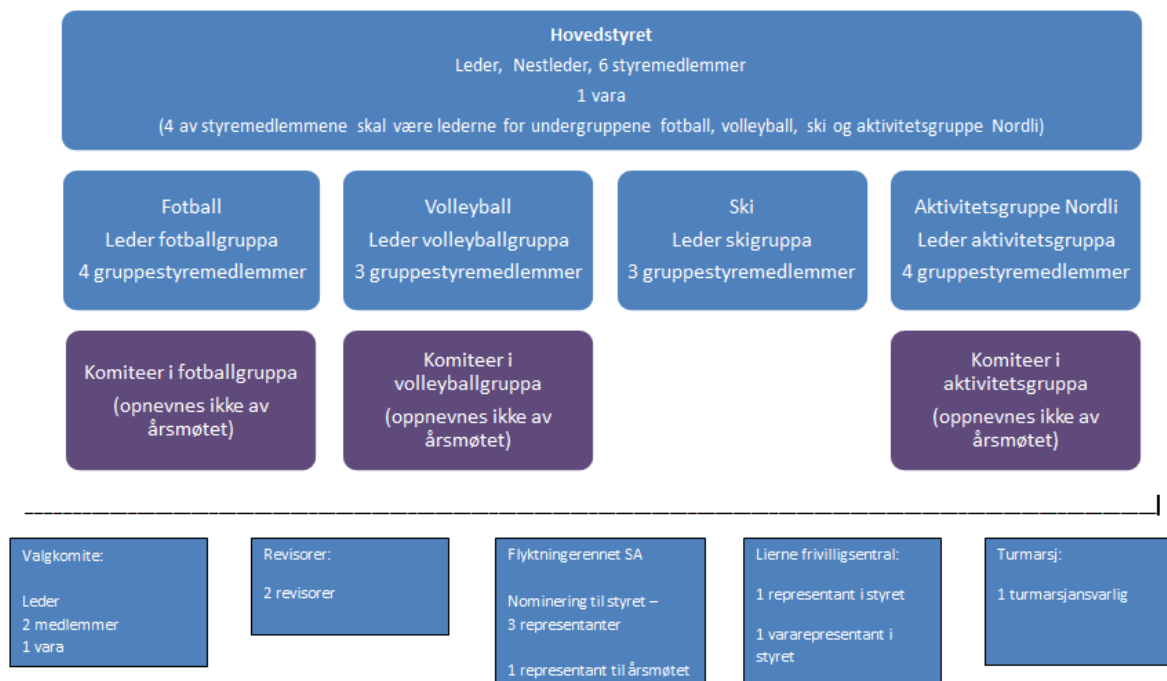 Hovedstyret
Leder, Nestleder, 6 styremedlemmer
1 vara
(4 av styremedlemmene skal være lederne for undergruppene fotball, volleyball, ski og aktivitetsgruppe Nordli)
Fotball
Leder fotballgruppa
4 gruppestyremedlemmer
Volleyball
Leder volleyballgruppa
3 gruppestyremedlemmer
Ski
Leder skigruppa
3 gruppestyremedlemmer
Aktivitetsgruppe Nordli
Leder aktivitetsgruppa
4 gruppestyremedlemmer
Komiteer i fotballgruppa
(opnevnes ikke av
årsmøtet)
Komiteer i
volleyballgruppa
(oppnevnes ikke av
årsmøtet)
Komiteer i
aktivitetsgruppa
(oppnevnes ikke av
årsmøtet)
Valgkomite:
Leder
2 medlemmer
1 vara
Revisorer:
2 revisorer
Flyktningerennet SA
Nominering til styret –
3 representanter
1 representant til årsmøtet
Lierne frivilligsentral:
1 representant i styret
1 vararepresentant i
styret
Turmarsj:
1 turmarsjansvarlig